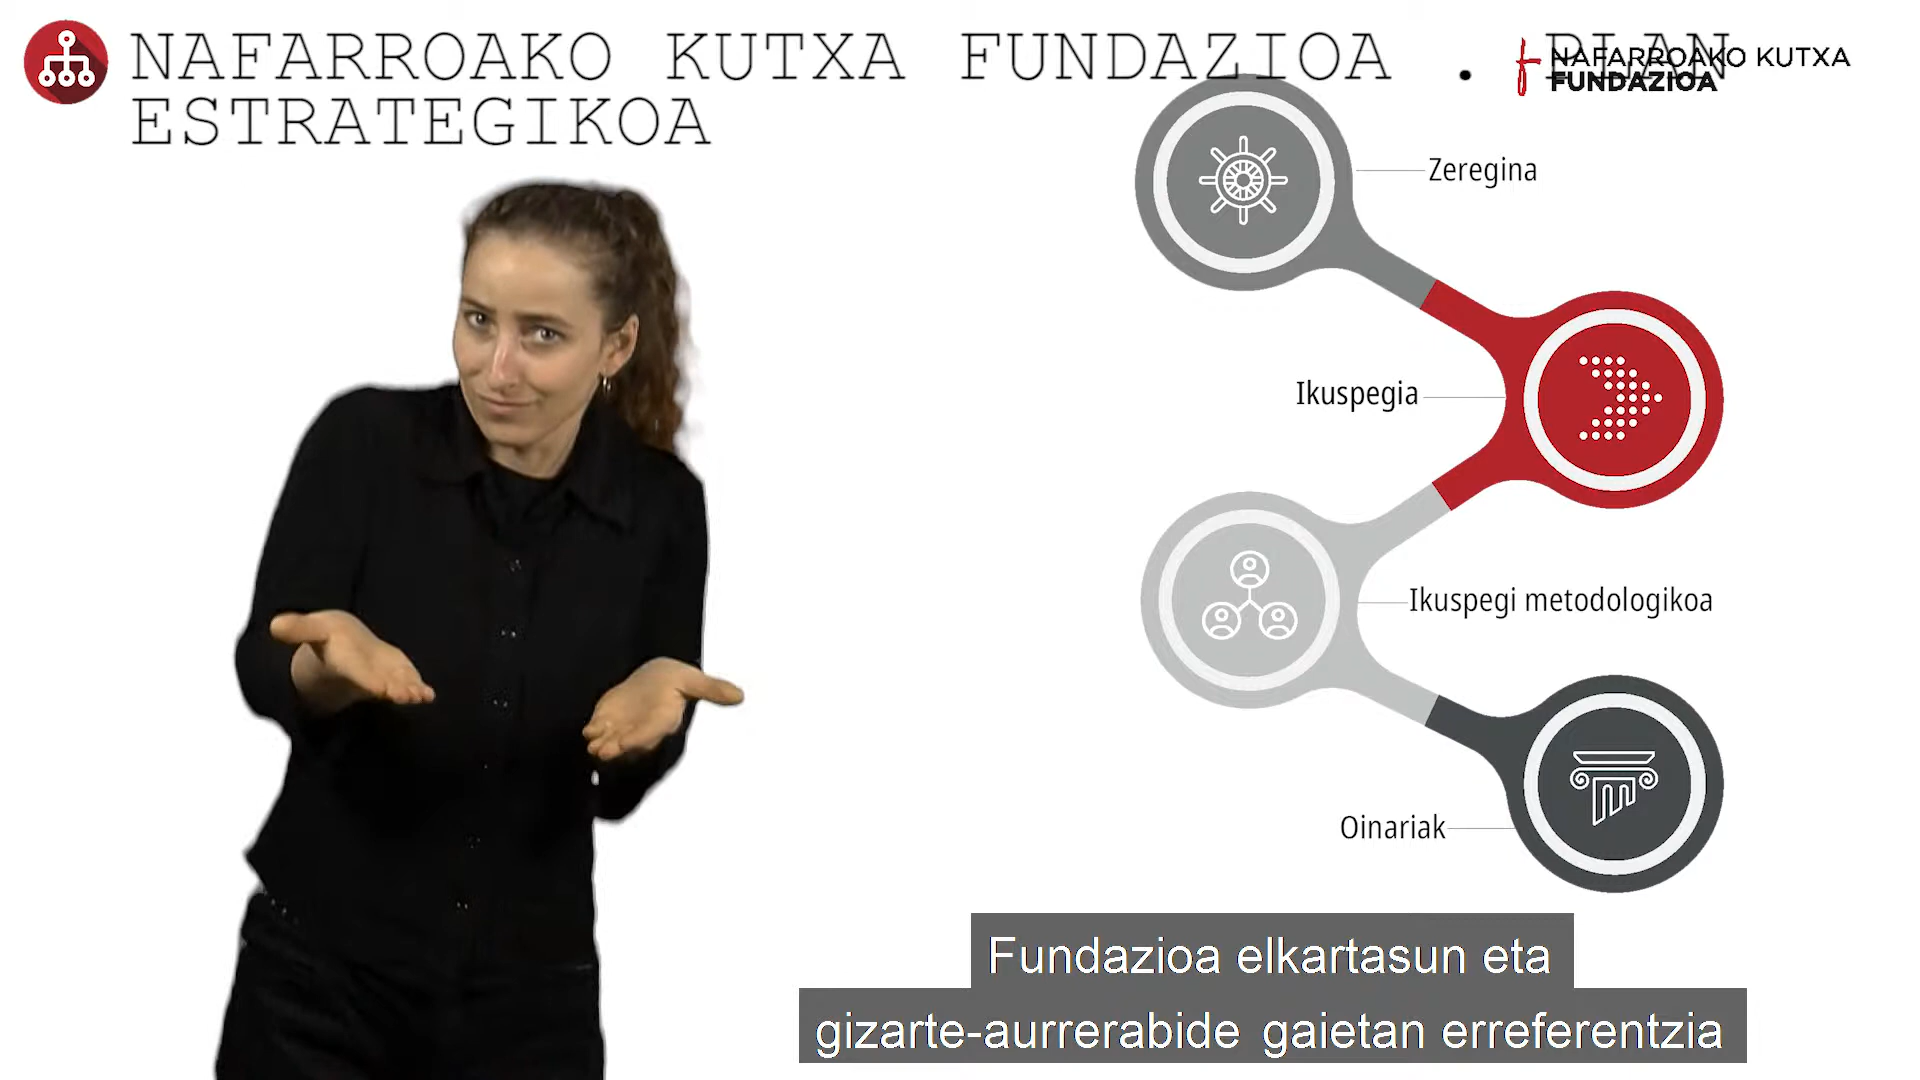 NAFARROAKO KUTXA FUNDAZIOA . PLAN
ESTRATEGIKOA
NAFARROAKO KUTXA
FUNDAZIOA
Zeregina
Ikuspegia
Ikuspegi metodologikoa
Oinariak
Fundazioa elkartasun eta
gizarte-aurrerabide gaietan erreferentzia